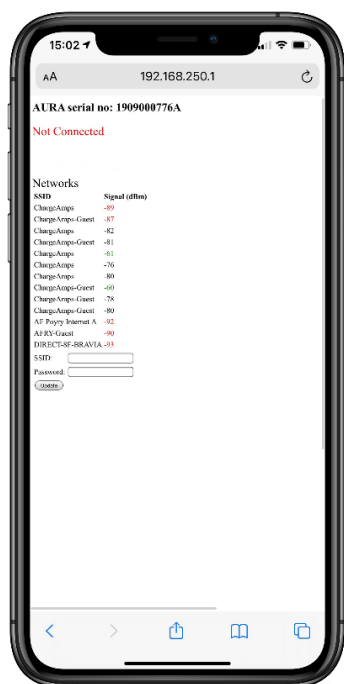 15:02
AA 192.168.250.1
AURA serial no: 1909000776A
Not Connected
Networks
SSID Signal (dBm)
ChargeAmps -89
ChargeAmps-Guest -87
ChargeAmps -82
ChargeAmps-Guest -81
ChargeAmps -61
ChargeAmps -76
ChargeAmps -80
ChargeAmps-Guest -60
ChargeAmps-Guest -78
ChargeAmps-Guest -80
AF Poyry Internet A -92
AFRY-Guest -90
DIRECT-8F-BRAVIA -93
SSID:
Password:
Update